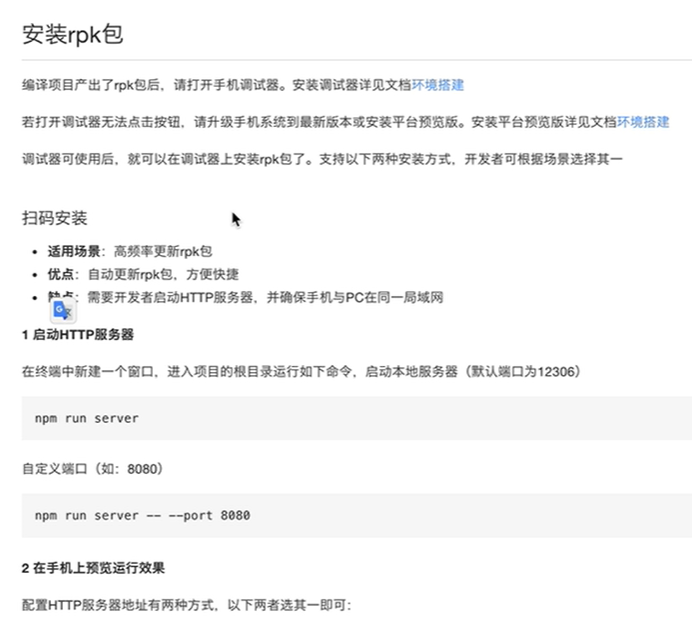 安装rpk包
编译项目产出了rpk包后，请打开手机调试器。安装调试器详见文档环境搭建
若打开调试器无法点击按钮，请升级手机系统到最新版本或安装平台预览版。安装平台预览版详见文档环境搭建
调试器可使用后，就可以在调试器上安装rpk包了。支持以下两种安装方式，开发者可根据场景选择其一
扫码安装
• 适用场景：高频率更新rpk包
• 优点：自动更新rpk包，方便快捷
• 缺点：需要开发者启动HTTP服务器，并确保手机与PC在同一局域网
1 启动HTTP服务器
在终端中新建一个窗口，进入项目的根目录运行如下命令，启动本地服务器（默认端口为12306）
npm run server
自定义端口（如：8080）
npm run server -- --port 8080
2 在手机上预览运行效果
配置HTTP服务器地址有两种方式，以下两者选其一即可：